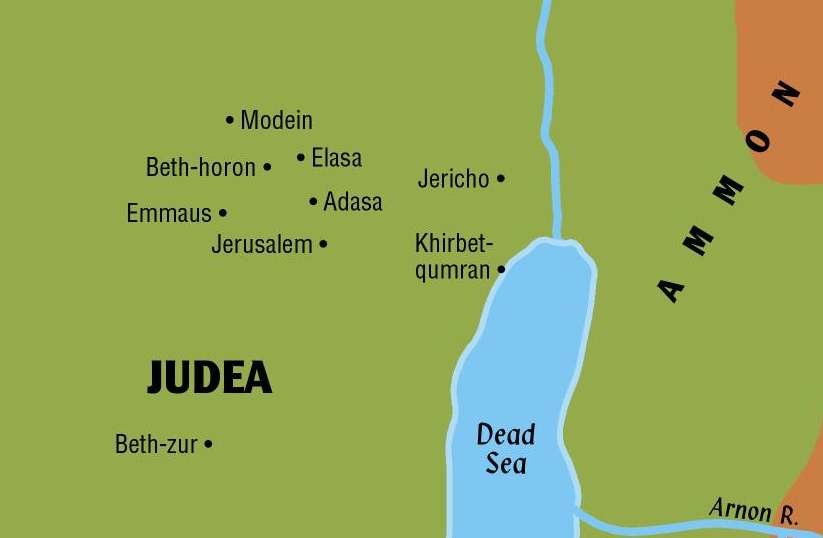 Modein
Elasa
Beth-horon
Jericho
Adasa
Emmaus
Jerusalem
Khirbet-
qumran
AMMON
JUDEA
Beth-zur
Dead
Sea
Arnon R.